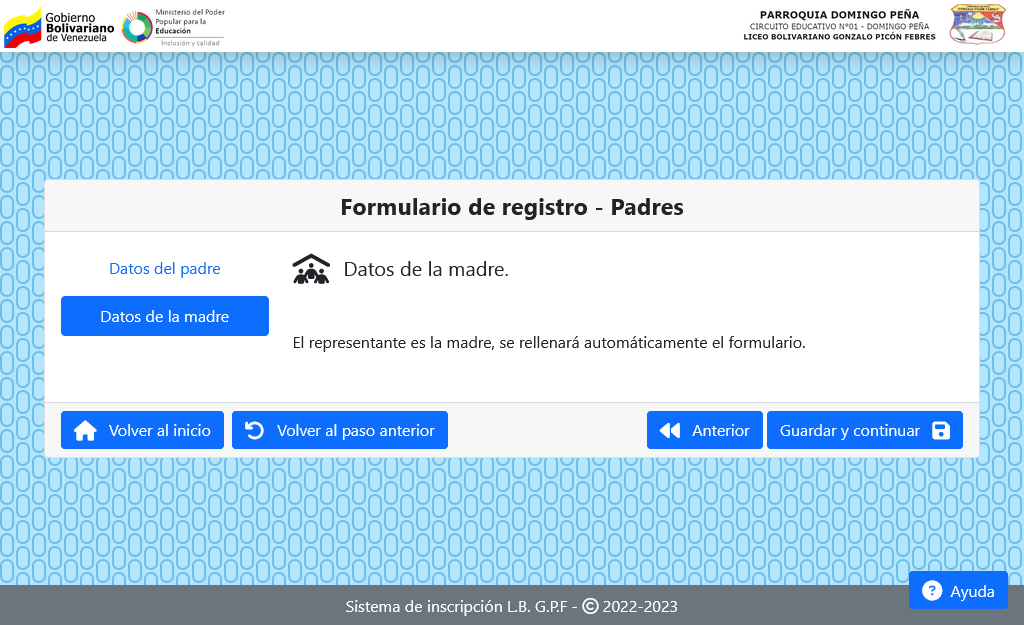 Gobierno
Bolivariano
de Venezuela
Ministerio del Poder
Popular para la
Educación
Inclusión y calidad
PARROQUIA DOMINGO PEÑA
CIRCUITO EDUCATIVO N°01 - DOMINGO PEÑA
LICEO BOLIVARIANO GONZALO PICÓN FEBRES
Formulario de registro - Padres
Datos del padre
Datos de la madre
Datos de la madre.
El representante es la madre, se rellenará automáticamente el formulario.
Volver al inicio
Volver al paso anterior
Anterior
Guardar y continuar
Ayuda
Sistema de inscripción L.B. G.P.F - © 2022-2023